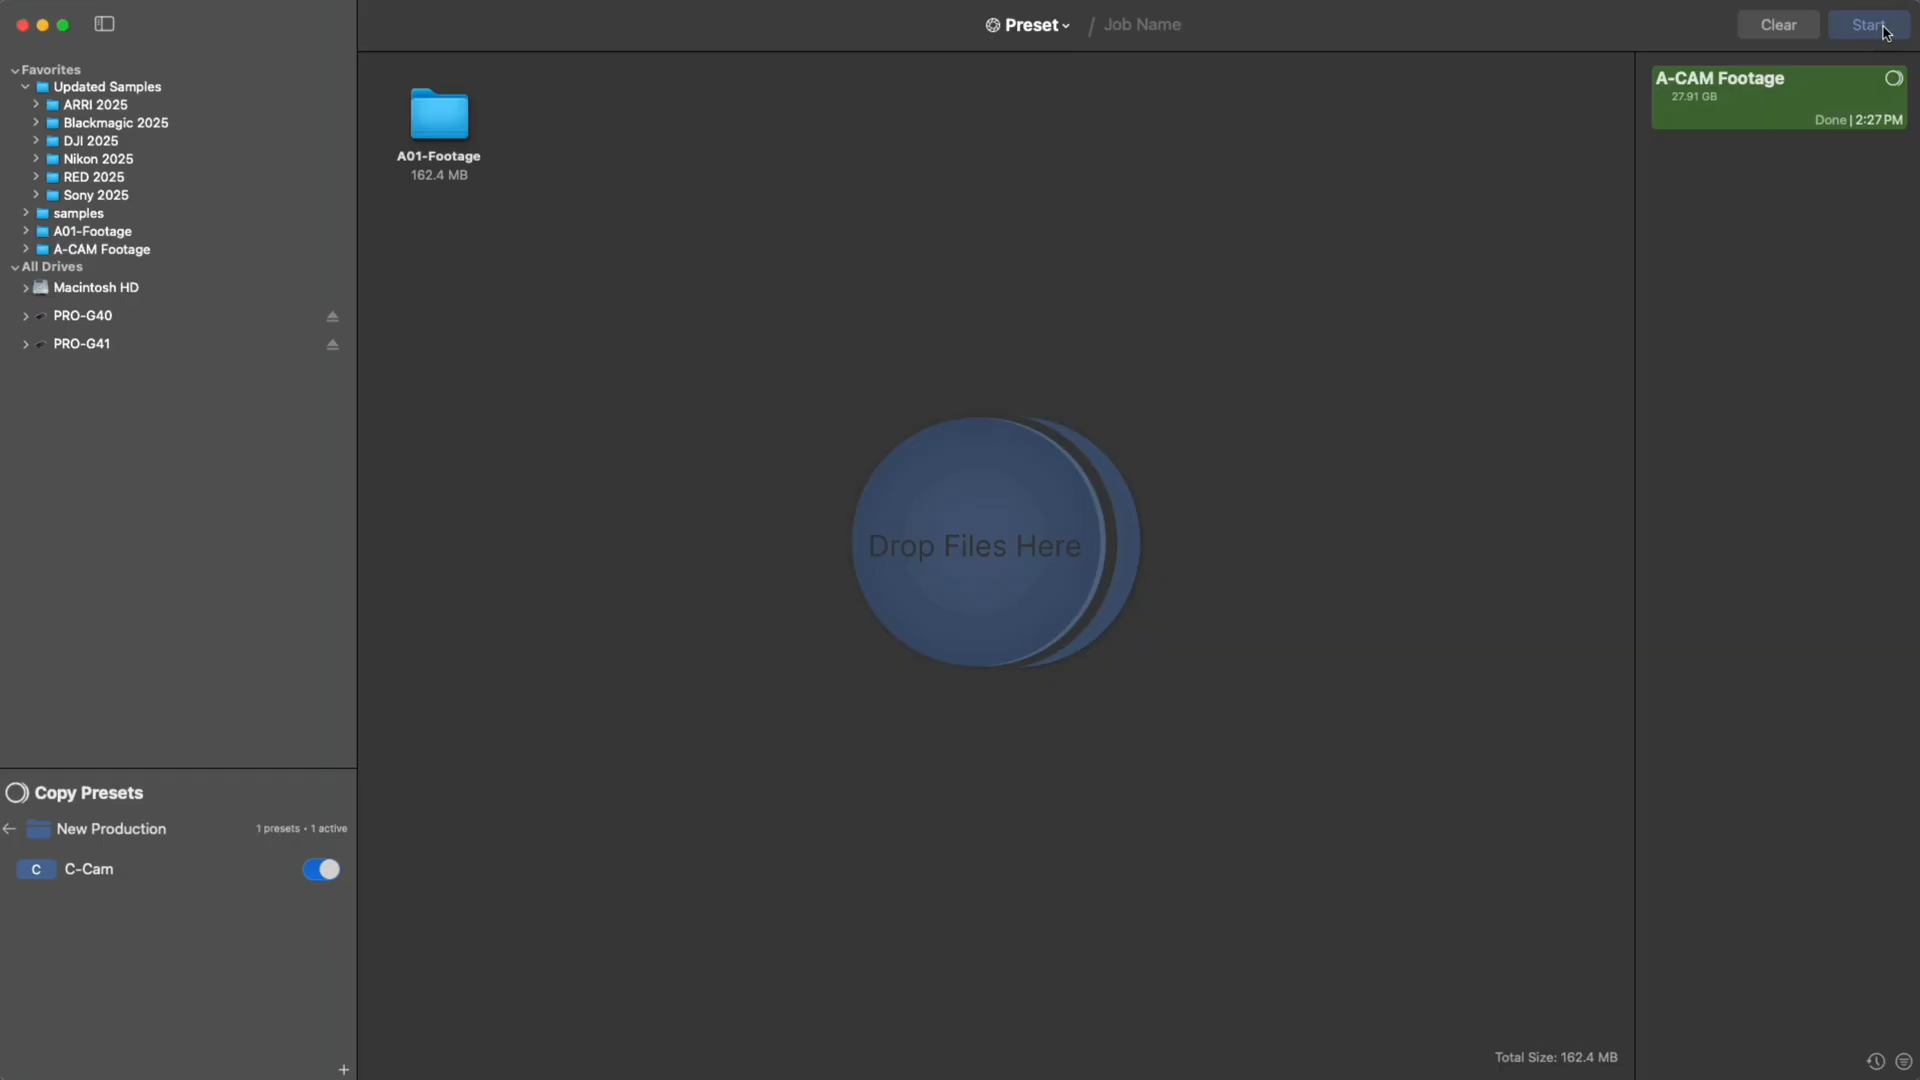 Preset / Job Name
Clear
Start
Favorites
Updated Samples
ARRI 2025
Blackmagic 2025
DJI 2025
Nikon 2025
RED 2025
Sony 2025
samples
A01-Footage
A-CAM Footage
All Drives
Macintosh HD
PRO-G40
PRO-G41
A01-Footage
162.4 MB
Drop Files Here
A-CAM Footage
27.91 GB
Done | 2:27 PM
Copy Presets
New Production
1 presets • 1 active
C
C-Cam
+
Total Size: 162.4 MB